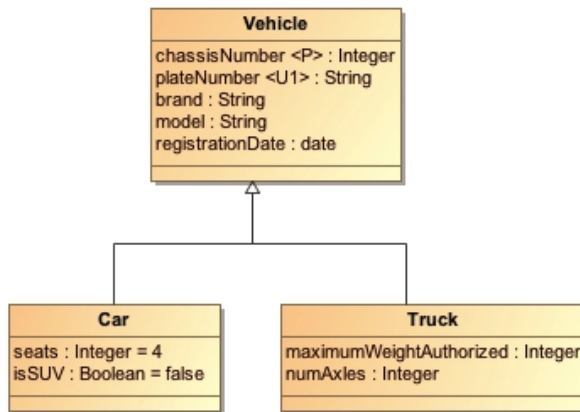 Vehicle
chassisNumber <P> : Integer
plateNumber <U1> : String
brand : String
model : String
registrationDate : date
Car
seats : Integer = 4
isSUV : Boolean = false
Truck
maximumWeightAuthorized : Integer
numAxles : Integer